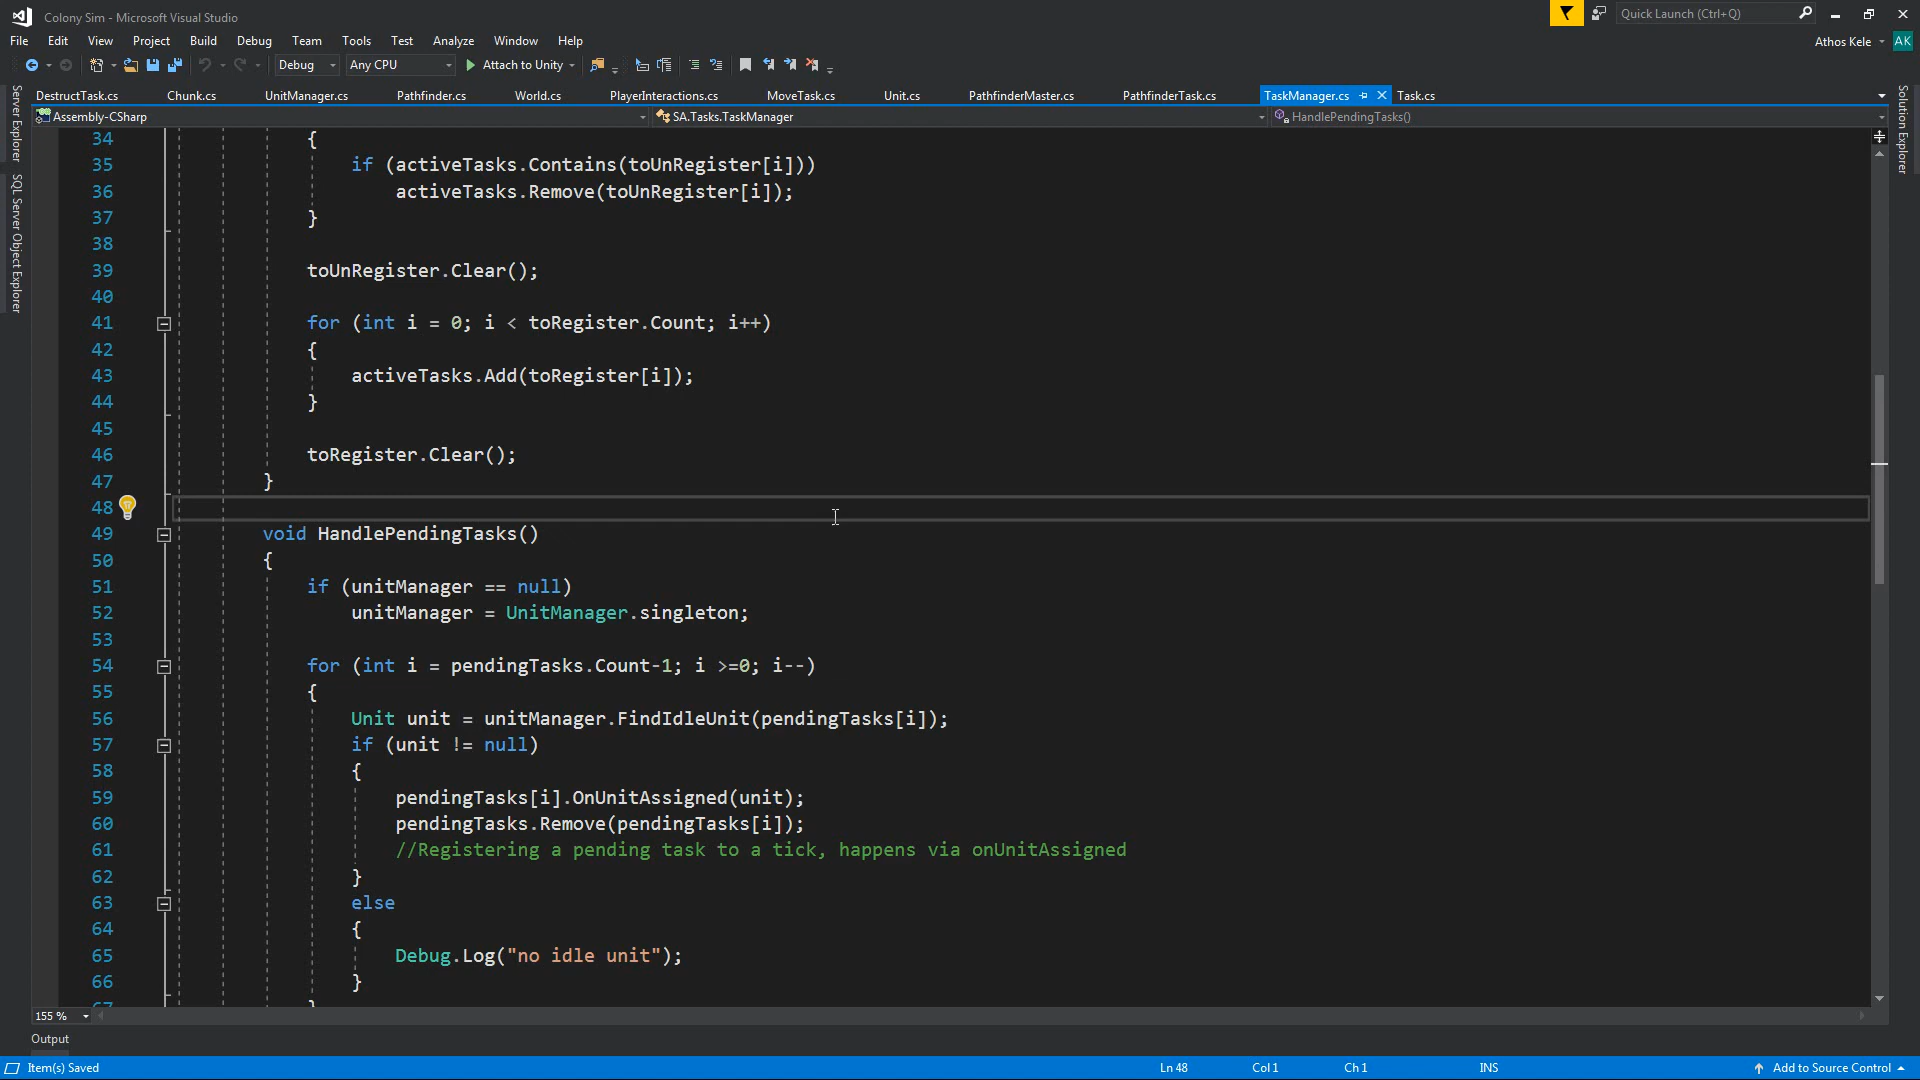 Colony Sim - Microsoft Visual Studio
Quick Launch (Ctrl+Q)
File Edit View Project Build Debug Team Tools Test Analyze Window Help
Athos Kele AK
Debug Any CPU Attach to Unity
DestructTask.cs Chunk.cs UnitManager.cs Pathfinder.cs World.cs PlayerInteractions.cs MoveTask.cs Unit.cs PathfinderMaster.cs PathfinderTask.cs TaskManager.cs Task.cs
Assembly-CSharp SA.Tasks.TaskManager HandlePendingTasks()
Server Explorer
SQL Server Object Explorer
Solution Explorer
34 {
35 if (activeTasks.Contains(toUnRegister[i]))
36 activeTasks.Remove(toUnRegister[i]);
37 }
38
39 toUnRegister.Clear();
40
41 for (int i = 0; i < toRegister.Count; i++)
42 {
43 activeTasks.Add(toRegister[i]);
44 }
45
46 toRegister.Clear();
47 }
48
49 void HandlePendingTasks()
50 {
51 if (unitManager == null)
52 unitManager = UnitManager.singleton;
53
54 for (int i = pendingTasks.Count-1; i >=0; i--)
55 {
56 Unit unit = unitManager.FindIdleUnit(pendingTasks[i]);
57 if (unit != null)
58 {
59 pendingTasks[i].OnUnitAssigned(unit);
60 pendingTasks.Remove(pendingTasks[i]);
61 //Registering a pending task to a tick, happens via onUnitAssigned
62 }
63 else
64 {
65 Debug.Log("no idle unit");
66 }
67 }
155 %
Output
Item(s) Saved Ln 48 Col 1 Ch 1 INS Add to Source Control